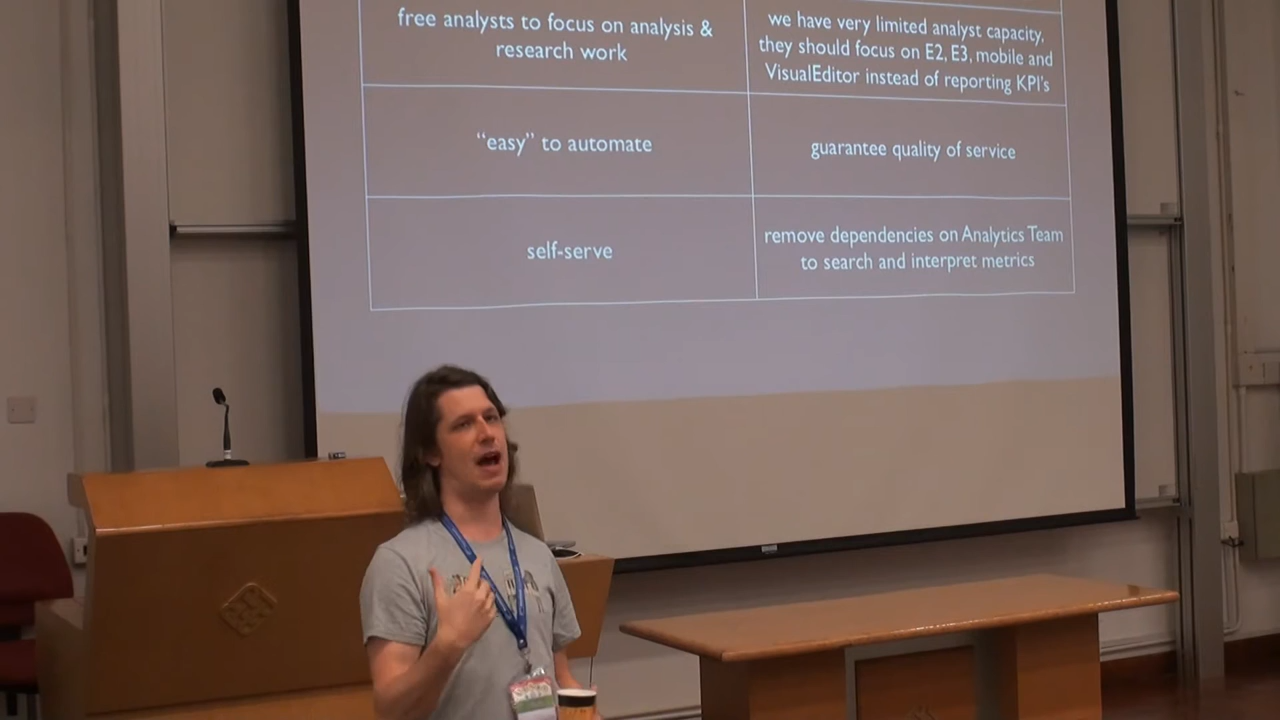 free analysts to focus on analysis &
research work
we have very limited analyst capacity,
they should focus on E2, E3, mobile and
VisualEditor instead of reporting KPI's
“easy” to automate
guarantee quality of service
self-serve
remove dependencies on Analytics Team
to search and interpret metrics